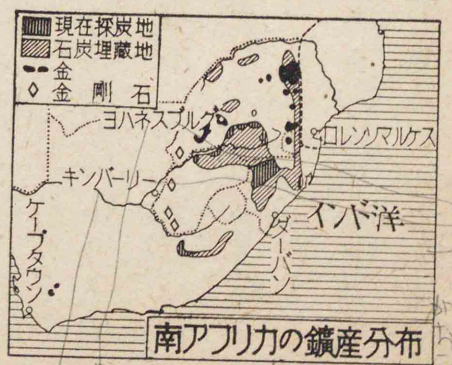 現在採炭地
石炭埋蔵地
金
金剛石
ヨハネスブルグ
ロレンソマルケス
キンバーリー
インド洋
ダーバン
ケープタウン
南アフリカの鑛産分布